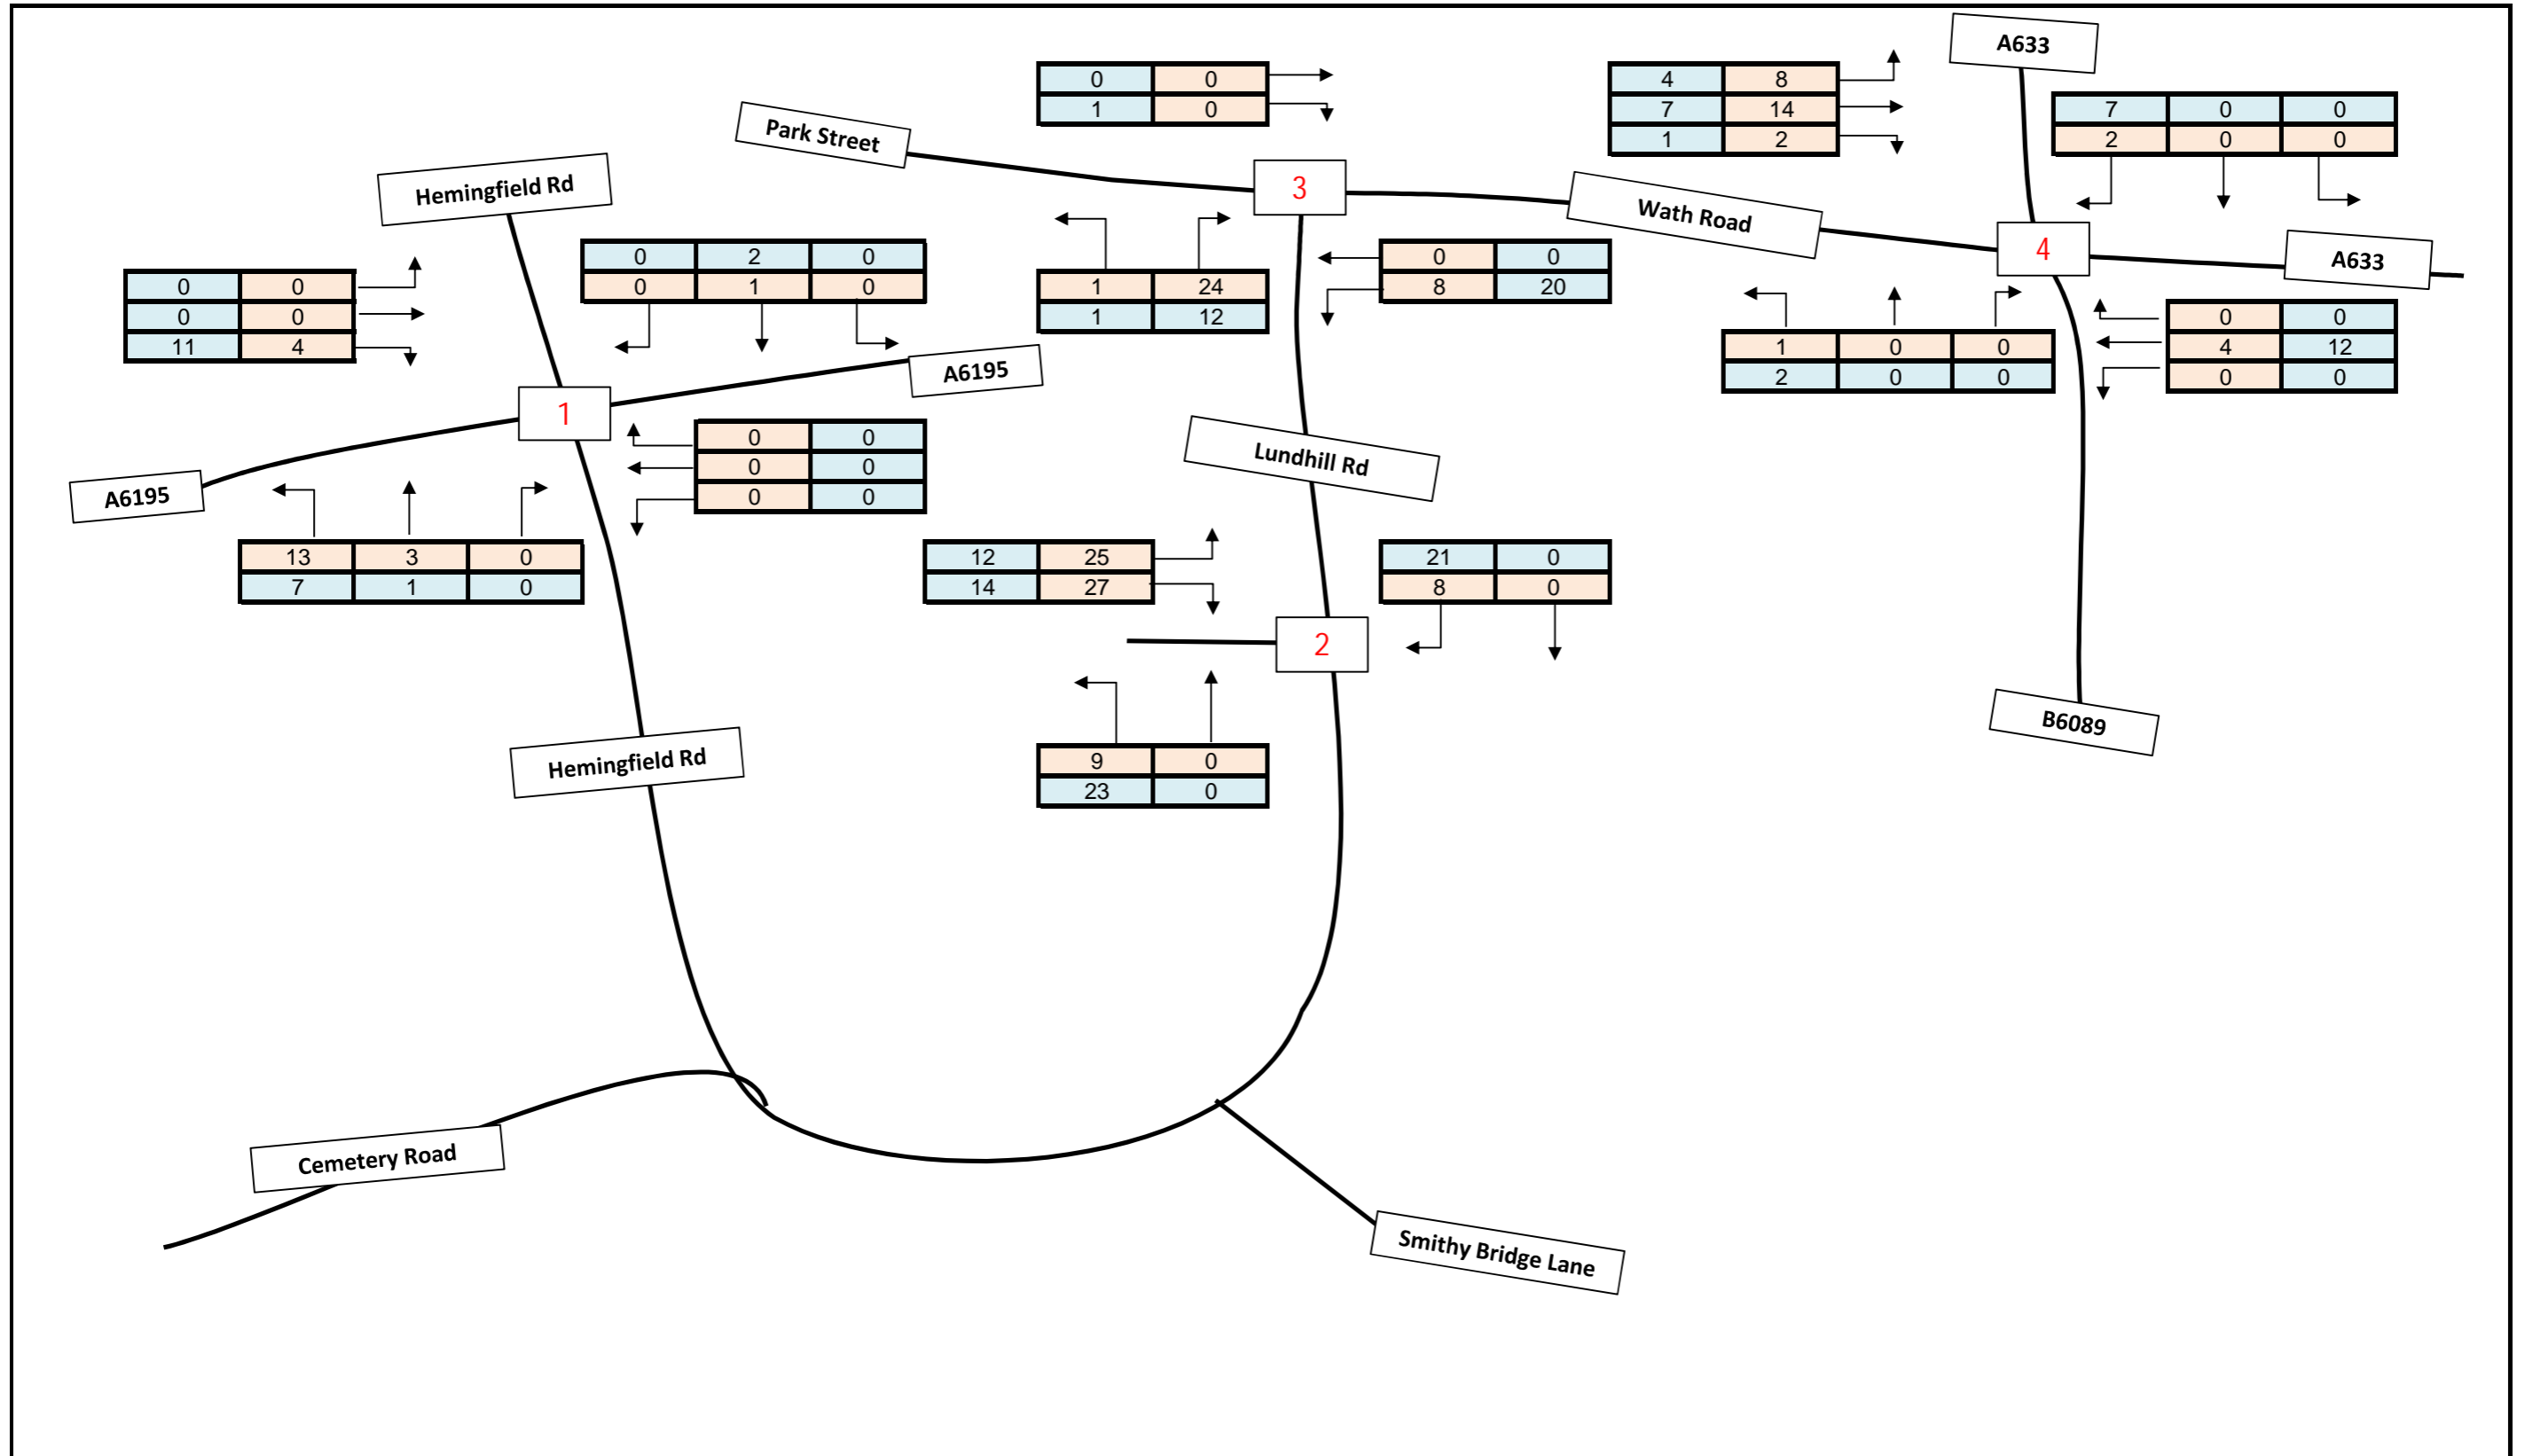 A633
0 0
1 0
4 8
7 14
1 2
7 0 0
2 0 0
Park Street
Hemingfield Rd
3
Wath Road
4
A633
0 0
0 0
11 4
0 2 0
0 1 0
1 24
1 12
0 0
8 20
1 0 0
2 0 0
0 0
4 12
0 0
A6195
1
0 0
0 0
0 0
Lundhill Rd
A6195
13 3 0
7 1 0
12 25
14 27
21 0
8 0
2
B6089
Hemingfield Rd
9 0
23 0
Cemetery Road
Smithy Bridge Lane